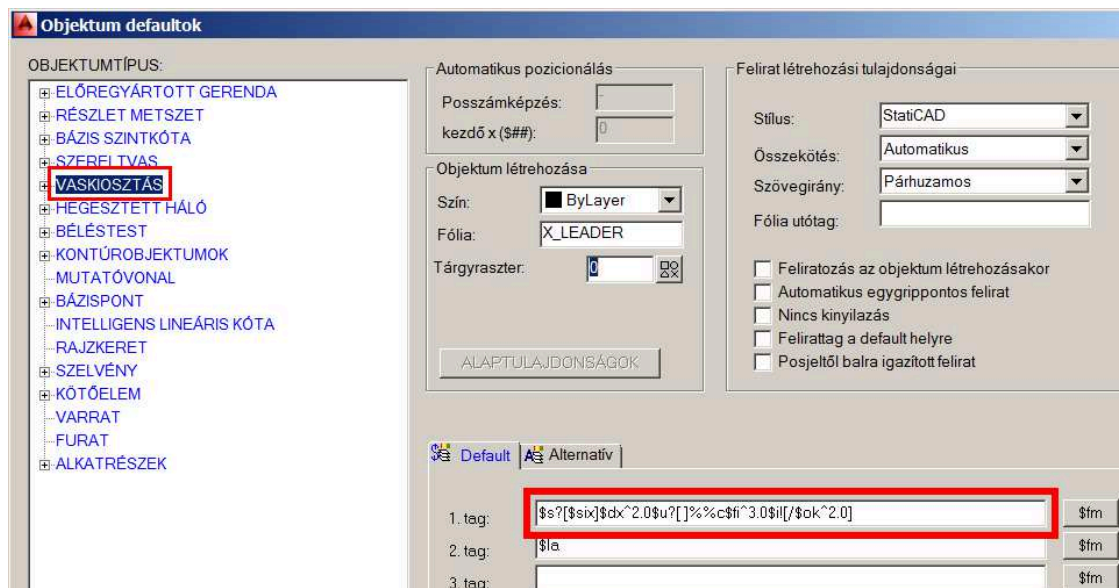 Objektum defaultok
OBJEKTUMTÍPUS:
ELŐREGYÁRTOTT GERENDA
RÉSZLET METSZET
BÁZIS SZINTKÓTA
SZERELTVAS
VASKIOSZTÁS
HEGESZTETT HÁLÓ
BÉLÉSTEST
KONTÚROBJEKTUMOK
MUTATÓVONAL
BÁZISPONT
INTELLIGENS LINEÁRIS KÓTA
RAJZKERET
SZELVÉNY
KÖTŐELEM
VARRAT
FURAT
ALKATRÉSZEK
Automatikus pozicionálás
Posszámképzés: -
kezdő x ($##): 0
Objektum létrehozása
Szín: ByLayer
Fólia: X_LEADER
Tárgyraszter: 0
ALAPTULAJDONSÁGOK
Felirat létrehozási tulajdonságai
Stílus: StatiCAD
Összekötés: Automatikus
Szövegirány: Párhuzamos
Fólia utótag:
Feliratozás az objektum létrehozásakor
Automatikus egygrippontos felirat
Nincs kinyilazás
Felirattag a default helyre
Posjeltől balra igazított felirat
Default Alternatív
1. tag: $s?[$six]$dx^2.0$u?[ ]%%c$fi^3.0$i![/$ok^2.0] $fm
2. tag: $la $fm
3. tag: $fm